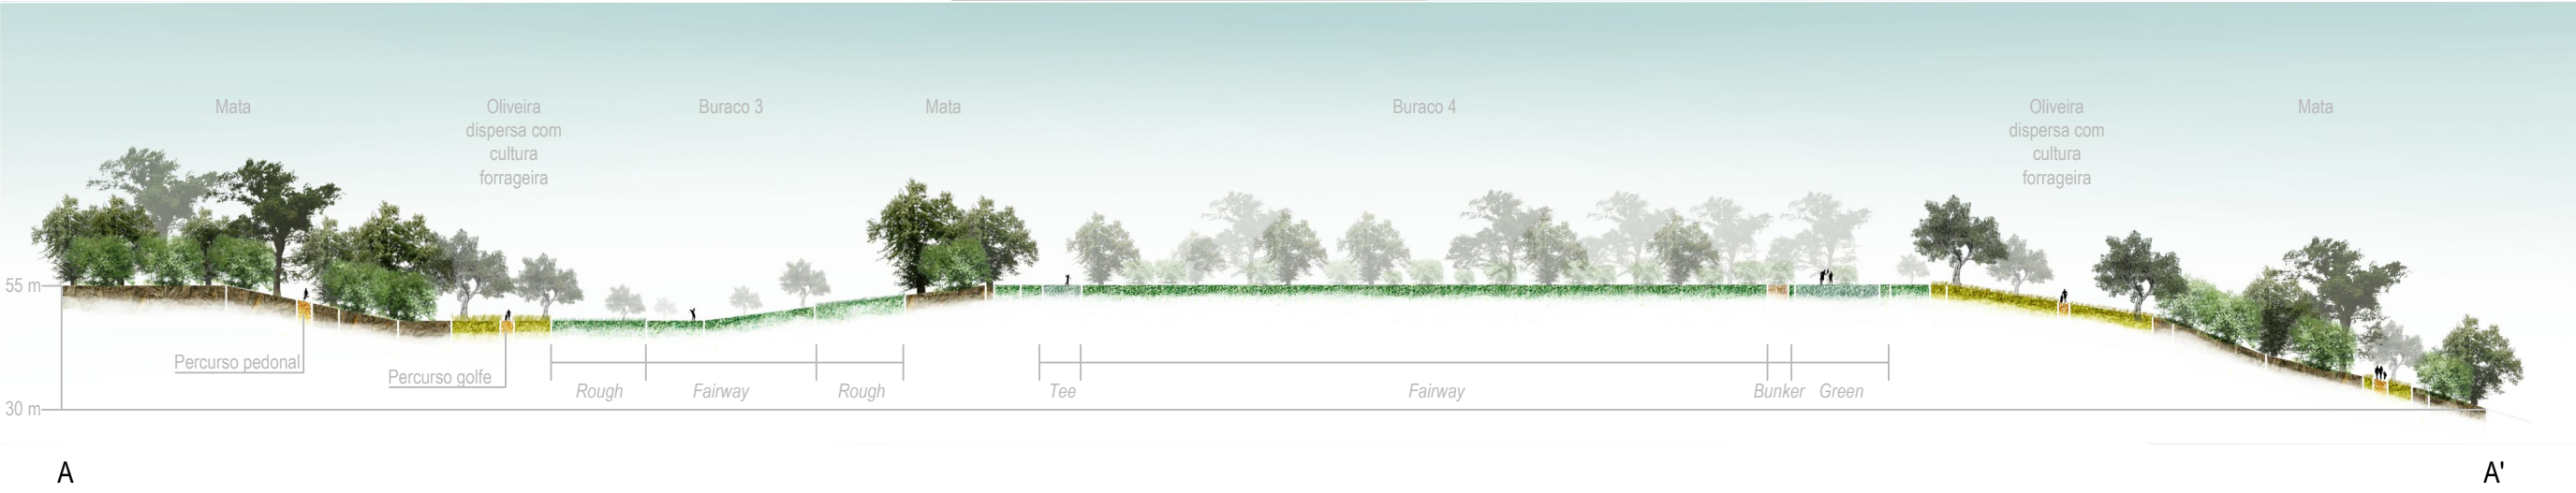 Mata
Oliveira
dispersa com
cultura
forrageira
Buraco 3
Mata
Buraco 4
Oliveira
dispersa com
cultura
forrageira
Mata
55 m
Percurso pedonal
Percurso golfe
Rough
Fairway
Rough
Tee
Fairway
Bunker
Green
30 m
A
A'